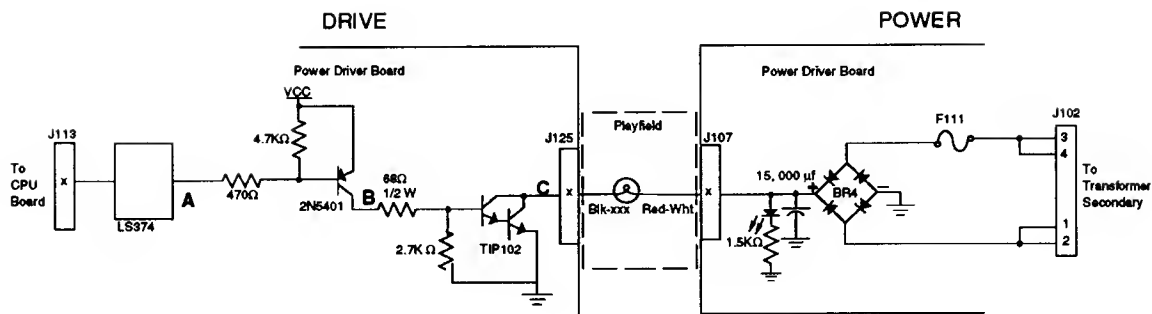 DRIVE
POWER
Power Driver Board
Power Driver Board
VCC
Playfield
F111
J102
J113
4.7KΩ
J125
J107
3
4
To
CPU
Board
x
A
470Ω
2N5401
B
68Ω
1/2 W
C
x
Blk-xxx
Red-Wht
x
15, 000 µf
+
BR4
−
To
Transformer
Secondary
LS374
2.7K Ω
TIP102
1.5KΩ
1
2